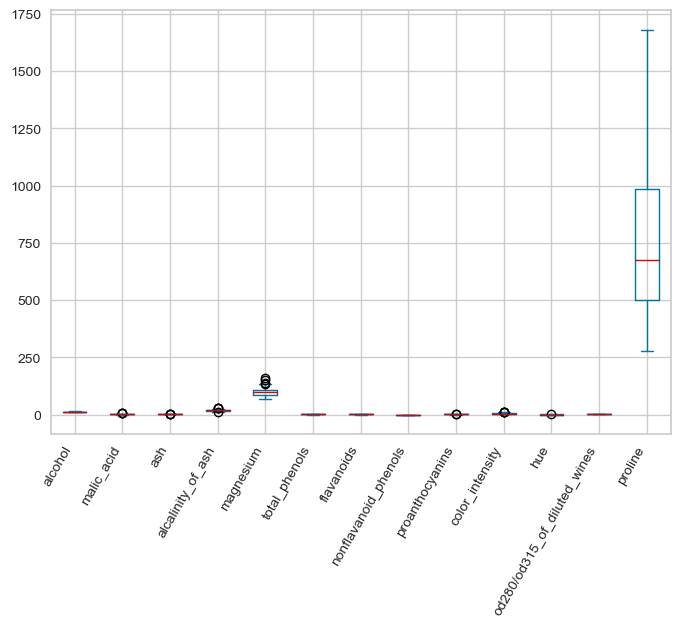 1750
1500
1250
1000
750
500
250
0
alcohol
malic_acid
ash
alcalinity_of_ash
magnesium
total_phenols
flavanoids
nonflavanoid_phenols
proanthocyanins
color_intensity
hue
od280/od315_of_diluted_wines
proline